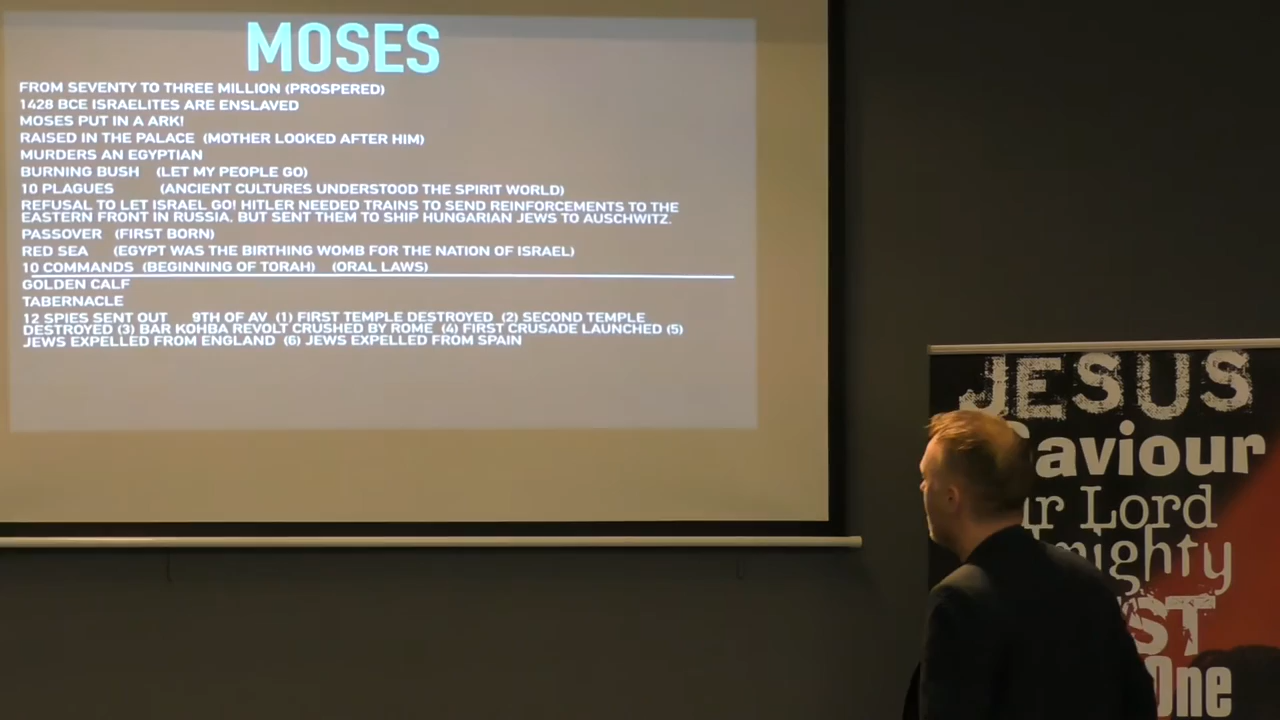 MOSES
FROM SEVENTY TO THREE MILLION (PROSPERED)
1428 BCE ISRAELITES ARE ENSLAVED
MOSES PUT IN A ARK!
RAISED IN THE PALACE (MOTHER LOOKED AFTER HIM)
MURDERS AN EGYPTIAN
BURNING BUSH (LET MY PEOPLE GO)
10 PLAGUES (ANCIENT CULTURES UNDERSTOOD THE SPIRIT WORLD)
REFUSAL TO LET ISRAEL GO! HITLER NEEDED TRAINS TO SEND REINFORCEMENTS TO THE
EASTERN FRONT IN RUSSIA. BUT SENT THEM TO SHIP HUNGARIAN JEWS TO AUSCHWITZ.
PASSOVER (FIRST BORN)
RED SEA (EGYPT WAS THE BIRTHING WOMB FOR THE NATION OF ISRAEL)
10 COMMANDS (BEGINNING OF TORAH) (ORAL LAWS)
GOLDEN CALF
TABERNACLE
12 SPIES SENT OUT 9TH OF AV (1) FIRST TEMPLE DESTROYED (2) SECOND TEMPLE
DESTROYED (3) BAR KOHBA REVOLT CRUSHED BY ROME (4) FIRST CRUSADE LAUNCHED (5)
JEWS EXPELLED FROM ENGLAND (6) JEWS EXPELLED FROM SPAIN
JESUS
Saviour
Lord
One